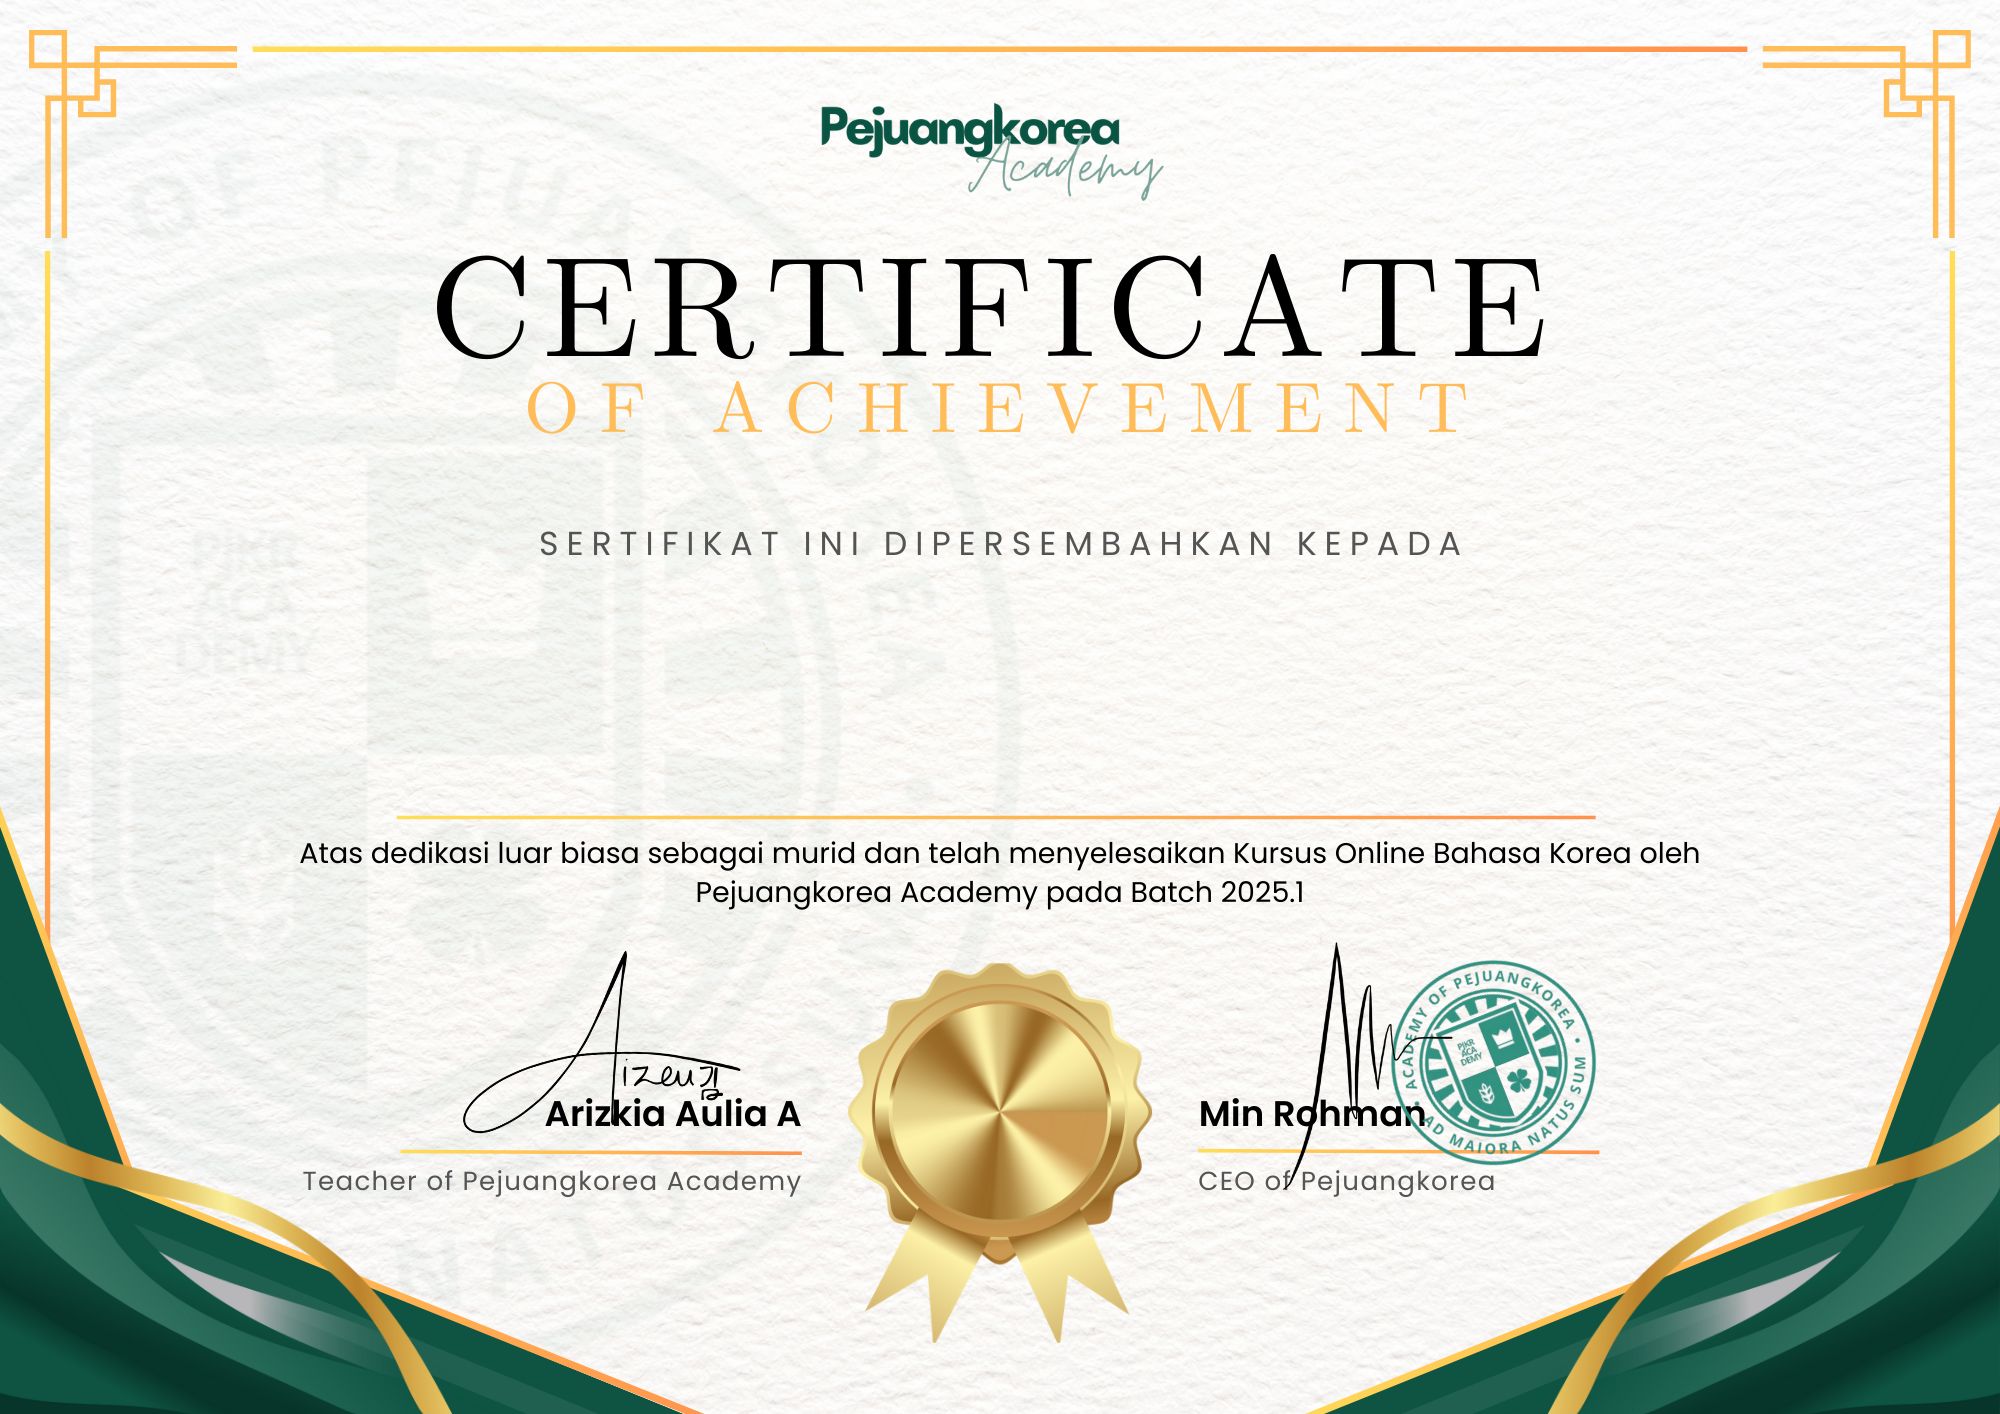 Pejuangkorea
Academy
CERTIFICATE
OF ACHIEVEMENT
SERTIFIKAT INI DIPERSEMBAHKAN KEPADA
Atas dedikasi luar biasa sebagai murid dan telah menyelesaikan Kursus Online Bahasa Korea oleh
Pejuangkorea Academy pada Batch 2025.1
Arizkia Aulia A
Teacher of Pejuangkorea Academy
Min Rohman
CEO of Pejuangkorea
ACADEMY OF PEJUANGKOREA • AD MAIORA NATUS SUM •
PJKR
ACA
DEMY